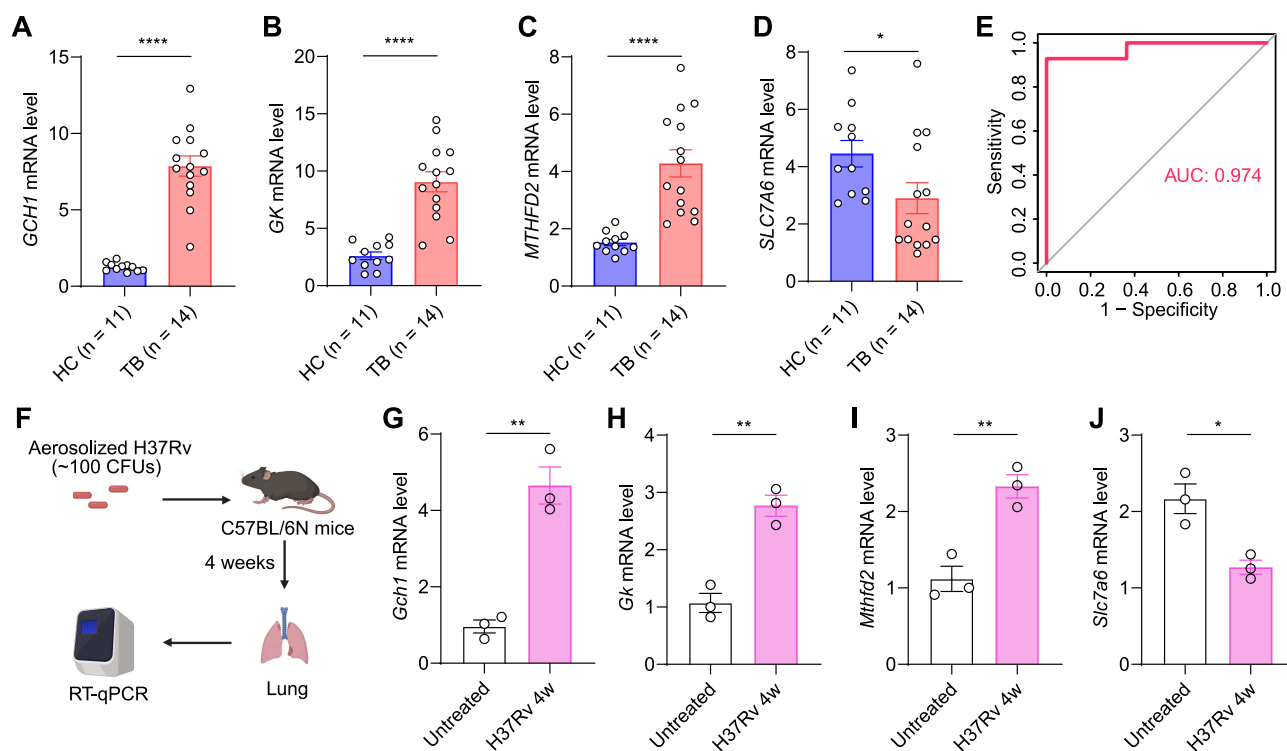 A
****
GCH1 mRNA level
15
10
5
0
HC (n = 11)
TB (n = 14)
B
****
GK mRNA level
20
15
10
5
0
HC (n = 11)
TB (n = 14)
C
****
MTHFD2 mRNA level
8
6
4
2
0
HC (n = 11)
TB (n = 14)
D
*
SLC7A6 mRNA level
8
6
4
2
0
HC (n = 11)
TB (n = 14)
E
Sensitivity
1.0
0.8
0.6
0.4
0.2
0.0
AUC: 0.974
0.0 0.2 0.4 0.6 0.8 1.0
1 − Specificity
F
Aerosolized H37Rv
(~100 CFUs)
C57BL/6N mice
4 weeks
RT-qPCR
Lung
G
**
Gch1 mRNA level
6
4
2
0
Untreated
H37Rv 4w
H
**
Gk mRNA level
4
3
2
1
0
Untreated
H37Rv 4w
I
**
Mthfd2 mRNA level
3
2
1
0
Untreated
H37Rv 4w
J
*
Slc7a6 mRNA level
3
2
1
0
Untreated
H37Rv 4w